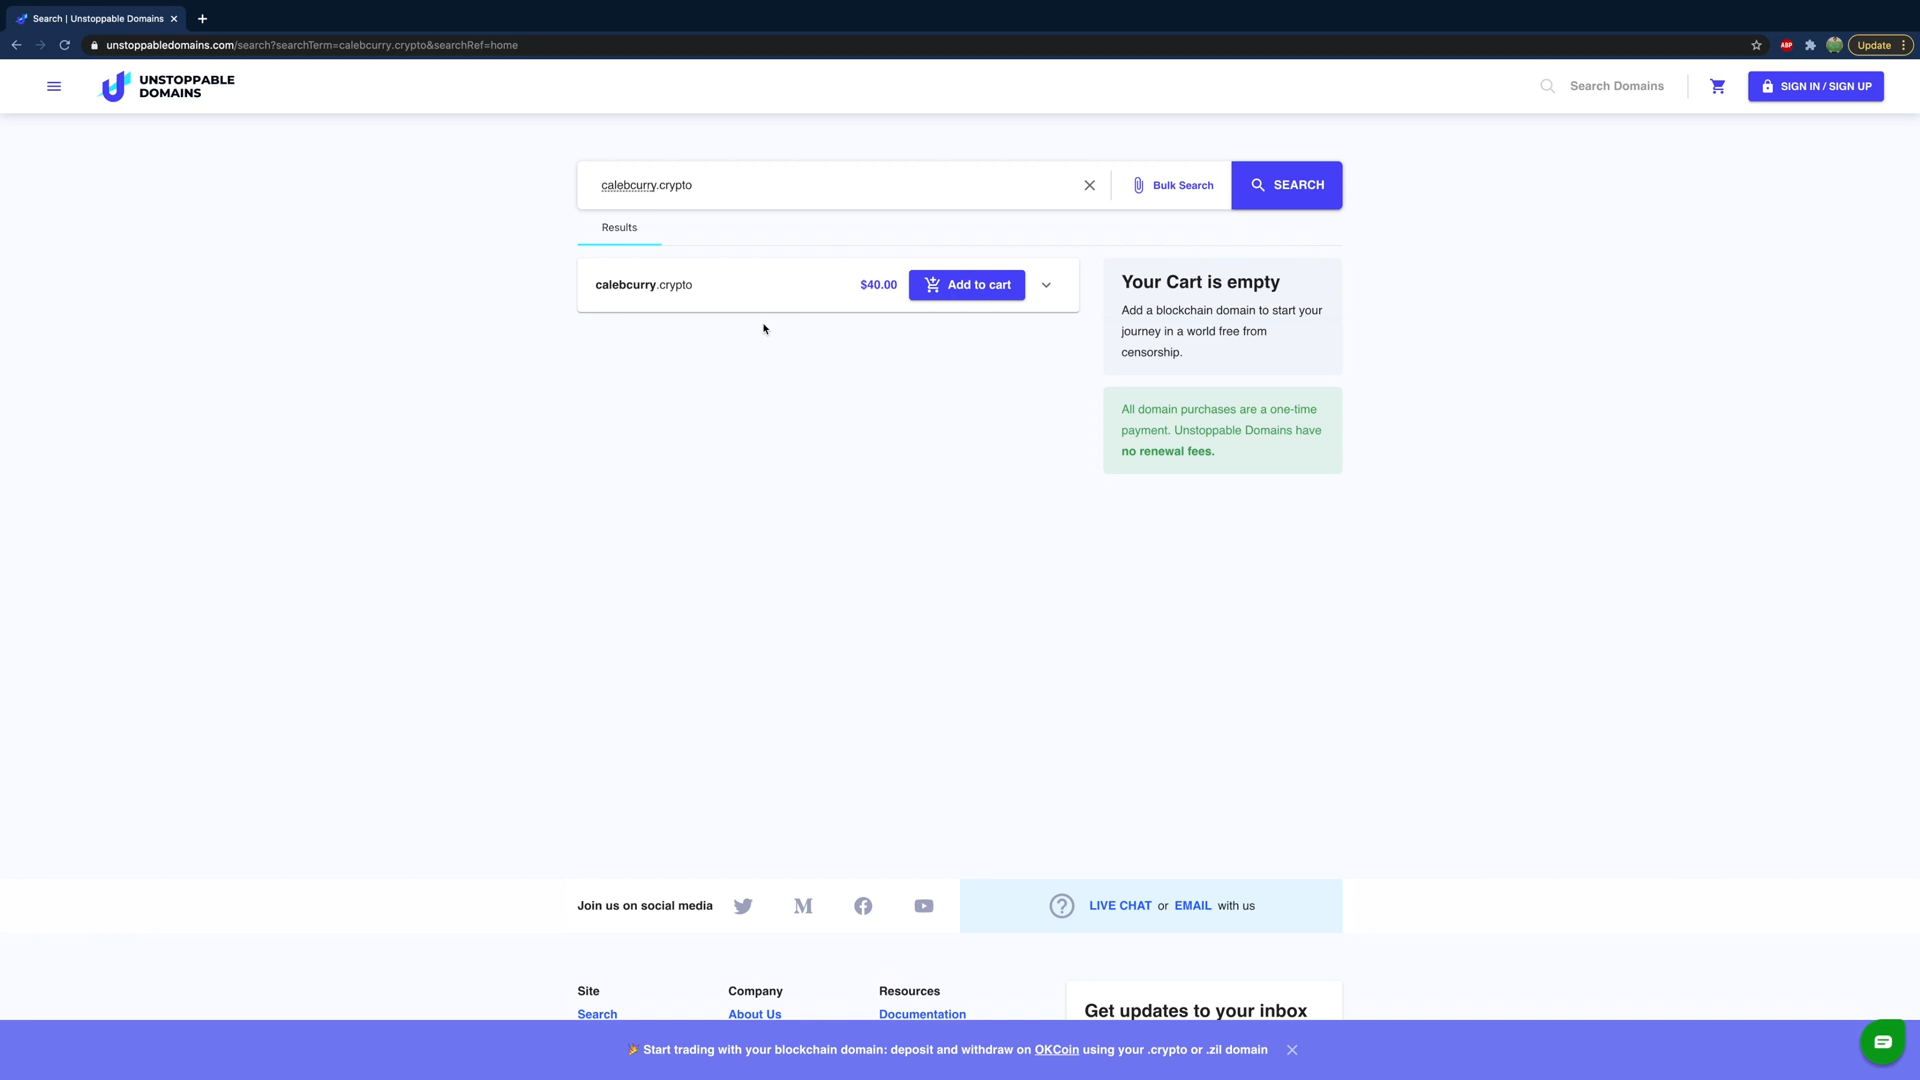 Search | Unstoppable Domains
unstoppabledomains.com/search?searchTerm=calebcurry.crypto&searchRef=home
ABP
Update
UNSTOPPABLE
DOMAINS
Search Domains
SIGN IN / SIGN UP
calebcurry.crypto
Bulk Search
SEARCH
Results
calebcurry.crypto
$40.00
Add to cart
Your Cart is empty
Add a blockchain domain to start your
journey in a world free from
censorship.
All domain purchases are a one-time
payment. Unstoppable Domains have
no renewal fees.
Join us on social media
LIVE CHAT or EMAIL with us
Site
Company
Resources
Search
About Us
Documentation
Get updates to your inbox
Start trading with your blockchain domain: deposit and withdraw on OKCoin using your .crypto or .zil domain